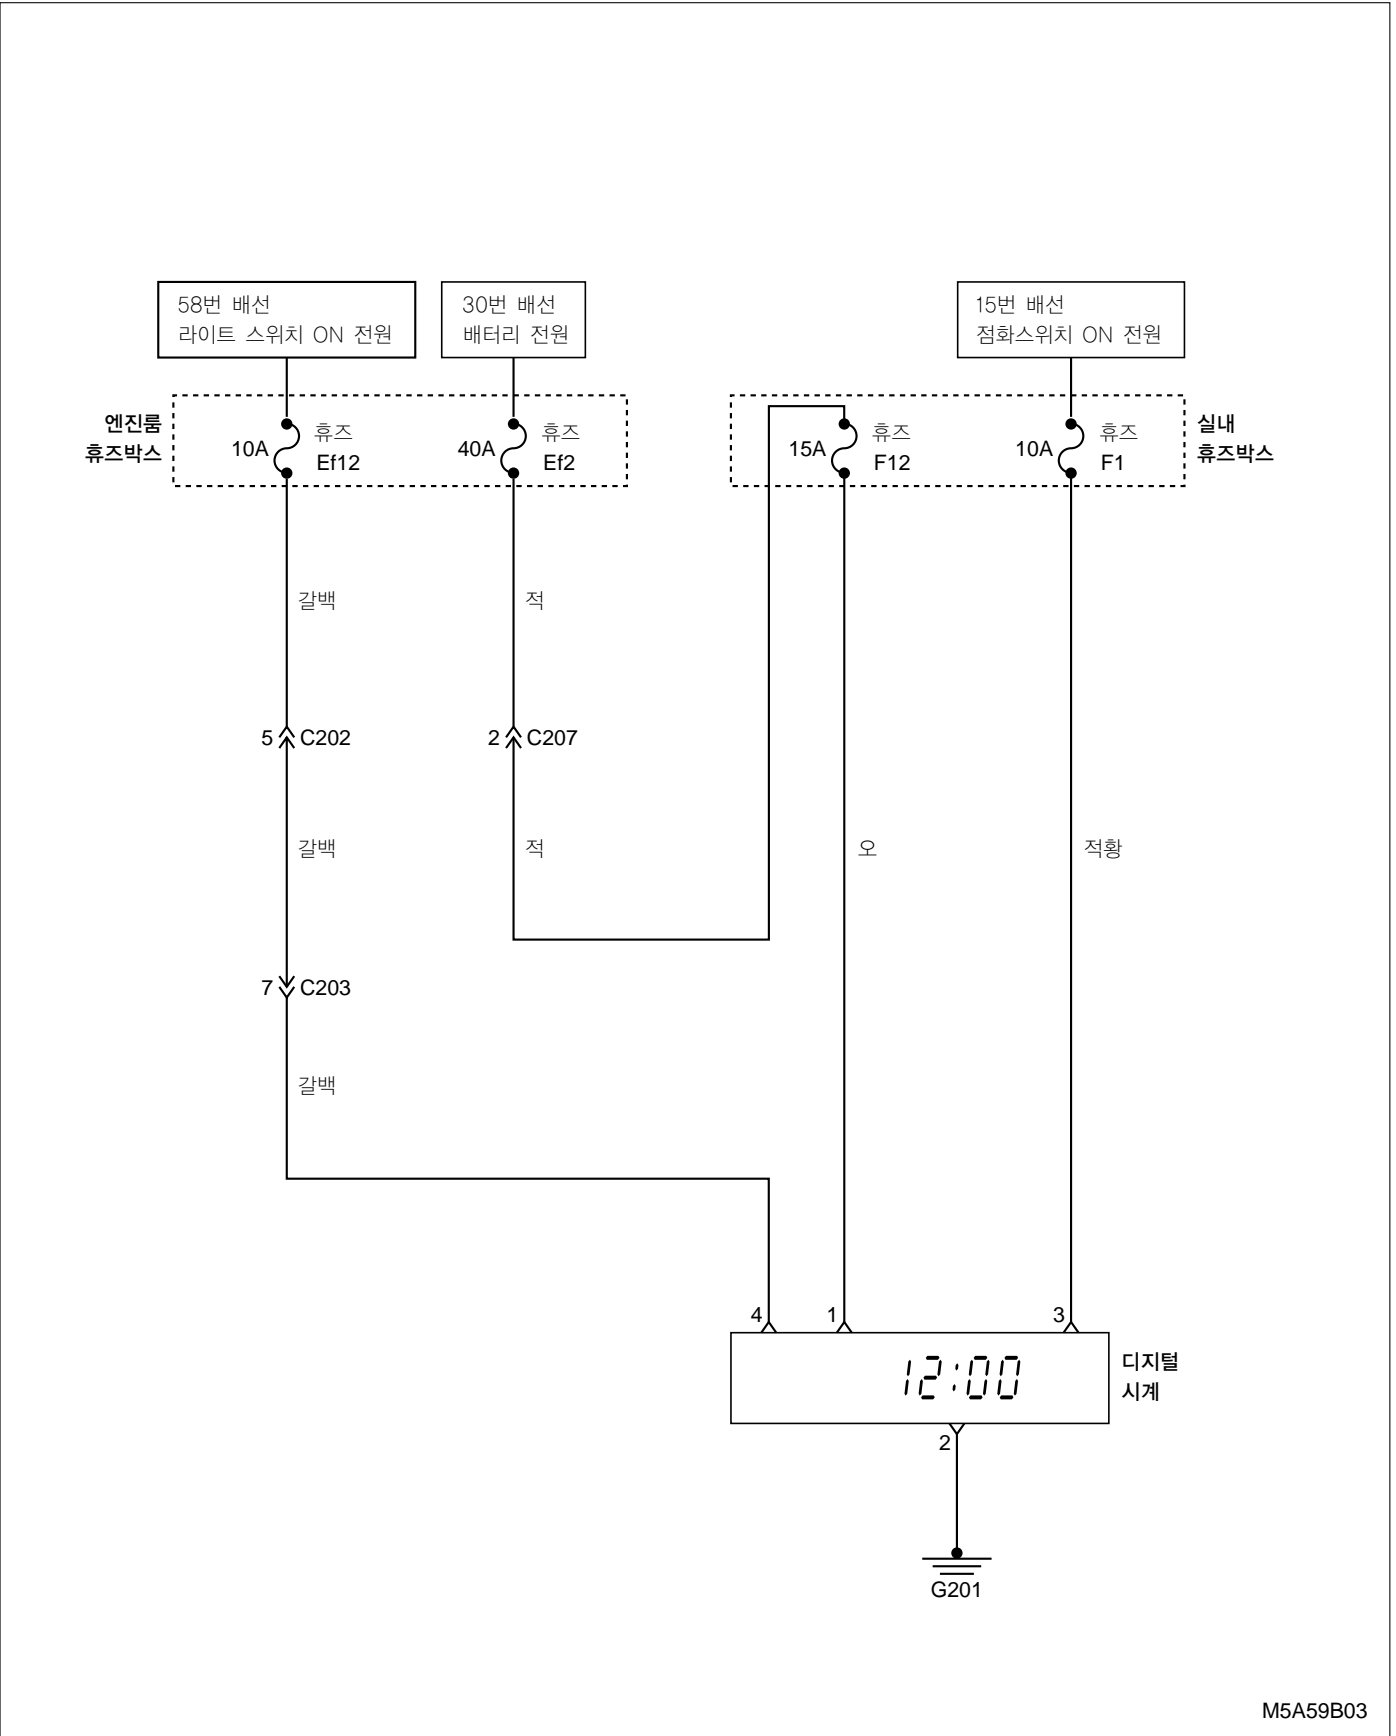 58번 배선
라이트 스위치 ON 전원
30번 배선
배터리 전원
15번 배선
점화스위치 ON 전원
엔진룸
휴즈박스
10A
휴즈
Ef12
40A
휴즈
Ef2
15A
휴즈
F12
10A
휴즈
F1
실내
휴즈박스
갈백
적
5 C202
2 C207
갈백
적
오
적황
7 C203
갈백
4
1
3
12:00
디지털
시계
2
G201
M5A59B03